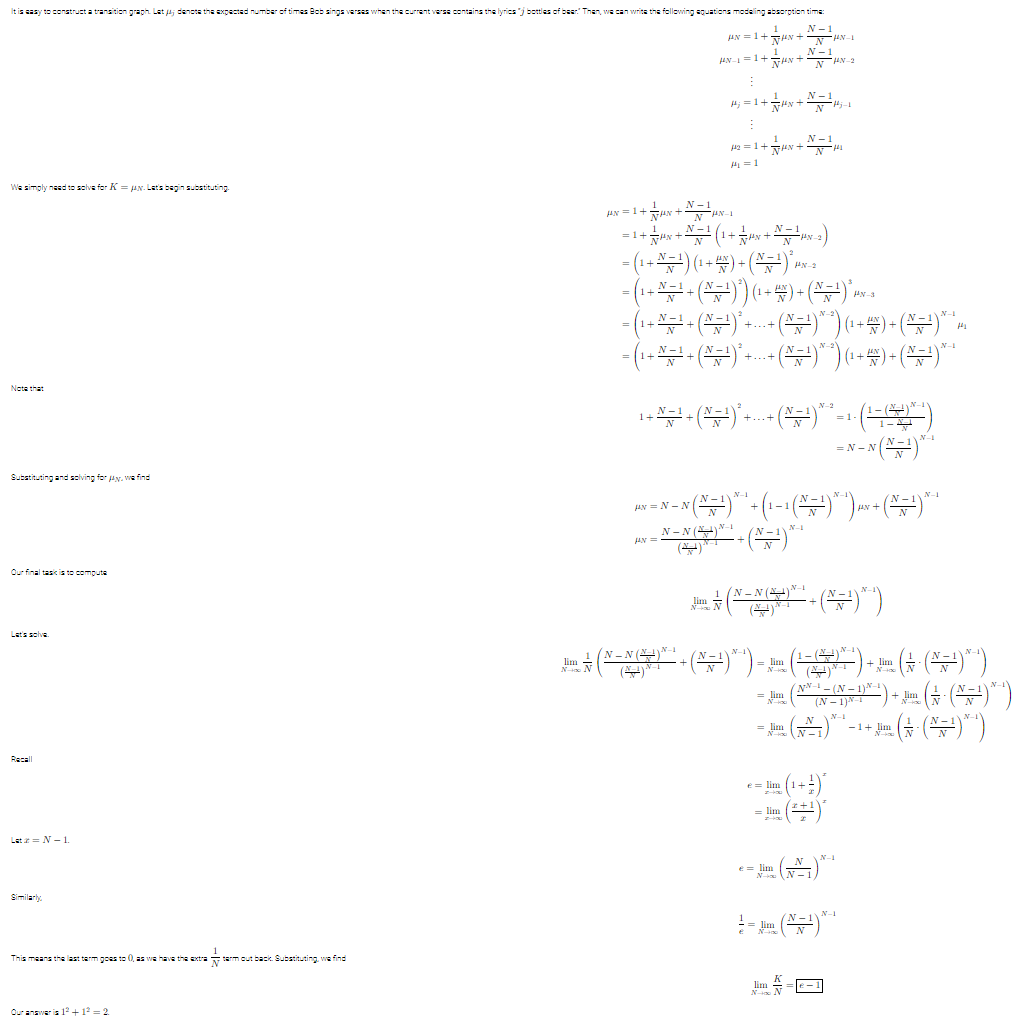 It is easy to construct a transition graph. Let $\mu_j$ denote the expected number of times Bob sings verses when the current verse contains the lyrics "$j$ bottles of beer." Then, we can write the following equations modeling absorption time:
$\mu_N = 1 + \frac{1}{N}\mu_N + \frac{N-1}{N}\mu_{N-1}$
$\mu_{N-1} = 1 + \frac{1}{N}\mu_N + \frac{N-1}{N}\mu_{N-2}$
$\vdots$
$\mu_j = 1 + \frac{1}{N}\mu_N + \frac{N-1}{N}\mu_{j-1}$
$\vdots$
$\mu_2 = 1 + \frac{1}{N}\mu_N + \frac{N-1}{N}\mu_1$
$\mu_1 = 1$
We simply need to solve for $K = \mu_N$. Let's begin substituting.
$\mu_N = 1 + \frac{1}{N}\mu_N + \frac{N-1}{N}\mu_{N-1}$
$= 1 + \frac{1}{N}\mu_N + \frac{N-1}{N}\left(1 + \frac{1}{N}\mu_N + \frac{N-1}{N}\mu_{N-2}\right)$
$= \left(1 + \frac{N-1}{N}\right)\left(1 + \frac{\mu_N}{N}\right) + \left(\frac{N-1}{N}\right)^2 \mu_{N-2}$
$= \left(1 + \frac{N-1}{N} + \left(\frac{N-1}{N}\right)^2\right)\left(1 + \frac{\mu_N}{N}\right) + \left(\frac{N-1}{N}\right)^3 \mu_{N-3}$
$= \left(1 + \frac{N-1}{N} + \left(\frac{N-1}{N}\right)^2 + \ldots + \left(\frac{N-1}{N}\right)^{N-2}\right)\left(1 + \frac{\mu_N}{N}\right) + \left(\frac{N-1}{N}\right)^{N-1} \mu_1$
$= \left(1 + \frac{N-1}{N} + \left(\frac{N-1}{N}\right)^2 + \ldots + \left(\frac{N-1}{N}\right)^{N-2}\right)\left(1 + \frac{\mu_N}{N}\right) + \left(\frac{N-1}{N}\right)^{N-1}$
Note that
$1 + \frac{N-1}{N} + \left(\frac{N-1}{N}\right)^2 + \ldots + \left(\frac{N-1}{N}\right)^{N-2} = 1 \cdot \left(\frac{1 - \left(\frac{N-1}{N}\right)^{N-1}}{1 - \frac{N-1}{N}}\right)$
$= N - N\left(\frac{N-1}{N}\right)^{N-1}$
Substituting and solving for $\mu_N$, we find
$\mu_N = N - N\left(\frac{N-1}{N}\right)^{N-1} + \left(1 - 1\left(\frac{N-1}{N}\right)^{N-1}\right)\mu_N + \left(\frac{N-1}{N}\right)^{N-1}$
$\mu_N = \frac{N - N\left(\frac{N-1}{N}\right)^{N-1}}{\left(\frac{N-1}{N}\right)^{N-1}} + \left(\frac{N-1}{N}\right)^{N-1}$
Our final task is to compute
$\lim_{N\to\infty} \frac{1}{N}\left(\frac{N - N\left(\frac{N-1}{N}\right)^{N-1}}{\left(\frac{N-1}{N}\right)^{N-1}} + \left(\frac{N-1}{N}\right)^{N-1}\right)$
Let's solve.
$\lim_{N\to\infty} \frac{1}{N}\left(\frac{N - N\left(\frac{N-1}{N}\right)^{N-1}}{\left(\frac{N-1}{N}\right)^{N-1}} + \left(\frac{N-1}{N}\right)^{N-1}\right) = \lim_{N\to\infty}\left(\frac{1 - \left(\frac{N-1}{N}\right)^{N-1}}{\left(\frac{N-1}{N}\right)^{N-1}}\right) + \lim_{N\to\infty}\left(\frac{1}{N} \cdot \left(\frac{N-1}{N}\right)^{N-1}\right)$
$= \lim_{N\to\infty}\left(\frac{N^{N-1} - (N-1)^{N-1}}{(N-1)^{N-1}}\right) + \lim_{N\to\infty}\left(\frac{1}{N} \cdot \left(\frac{N-1}{N}\right)^{N-1}\right)$
$= \lim_{N\to\infty}\left(\frac{N}{N-1}\right)^{N-1} - 1 + \lim_{N\to\infty}\left(\frac{1}{N} \cdot \left(\frac{N-1}{N}\right)^{N-1}\right)$
Recall
$e = \lim_{x\to\infty}\left(1 + \frac{1}{x}\right)^x$
$= \lim_{x\to\infty}\left(\frac{x+1}{x}\right)^x$
Let $x = N - 1$.
$e = \lim_{N\to\infty}\left(\frac{N}{N-1}\right)^{N-1}$
Similarly,
$\frac{1}{e} = \lim_{N\to\infty}\left(\frac{N-1}{N}\right)^{N-1}$
This means the last term goes to $0$, as we have the extra $\frac{1}{N}$ term out back. Substituting, we find
$\lim_{N\to\infty} \frac{K}{N} = \boxed{e - 1}$
Our answer is $1^2 + 1^2 = 2$.